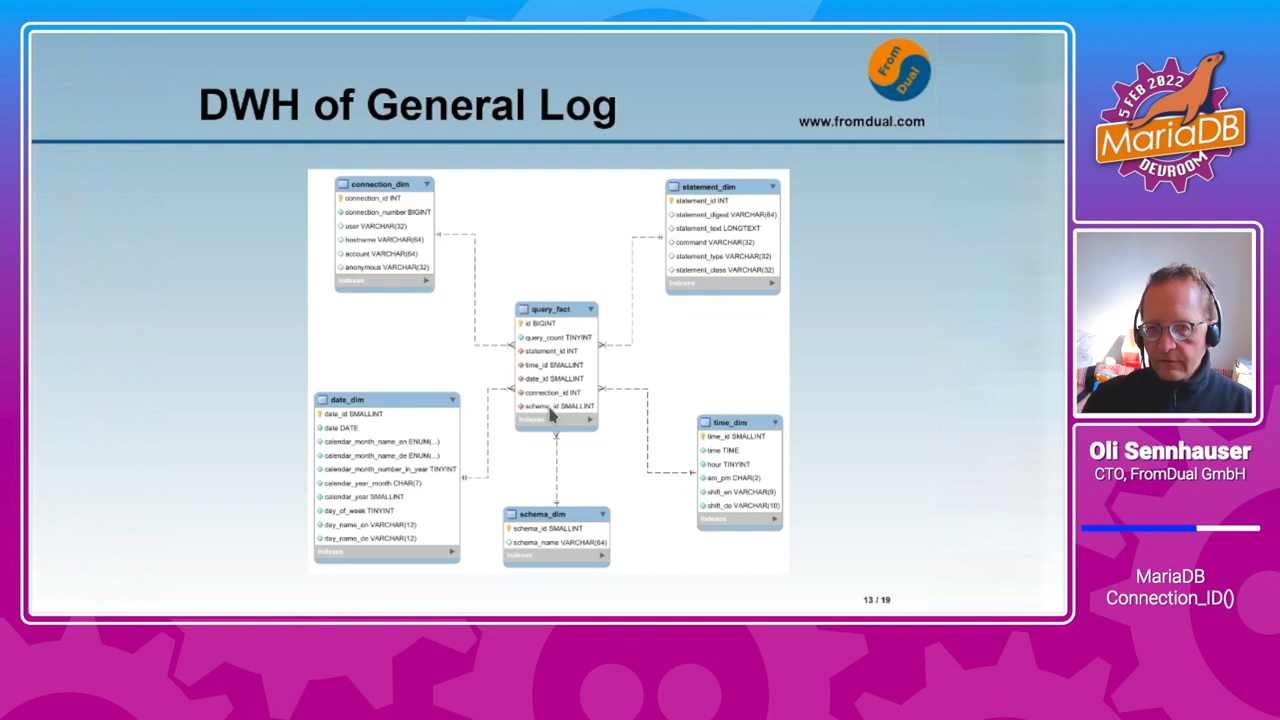 DWH of General Log
From
Dual
www.fromdual.com
connection_dim
connection_id INT
connection_number BIGINT
user VARCHAR(32)
hostname VARCHAR(64)
account VARCHAR(64)
anonymous VARCHAR(32)
Indexes
statement_dim
statement_id INT
statement_digest VARCHAR(64)
statement_text LONGTEXT
command VARCHAR(32)
statement_type VARCHAR(32)
statement_class VARCHAR(32)
Indexes
query_fact
id BIGINT
query_count TINYINT
statement_id INT
time_id SMALLINT
date_id SMALLINT
connection_id INT
schema_id SMALLINT
Indexes
date_dim
date_id SMALLINT
date DATE
calendar_month_name_en ENUM(...)
calendar_month_name_de ENUM(...)
calendar_month_number_in_year TINYINT
calendar_year_month CHAR(7)
calendar_year SMALLINT
day_of_week TINYINT
day_name_en VARCHAR(12)
day_name_de VARCHAR(12)
Indexes
time_dim
time_id SMALLINT
time TIME
hour TINYINT
am_pm CHAR(2)
shift_en VARCHAR(9)
shift_de VARCHAR(10)
Indexes
schema_dim
schema_id SMALLINT
schema_name VARCHAR(64)
Indexes
13 / 19
5 FEB 2022
MariaDB
DEVROOM
Oli Sennhauser
CTO, FromDual GmbH
MariaDB
Connection_ID()